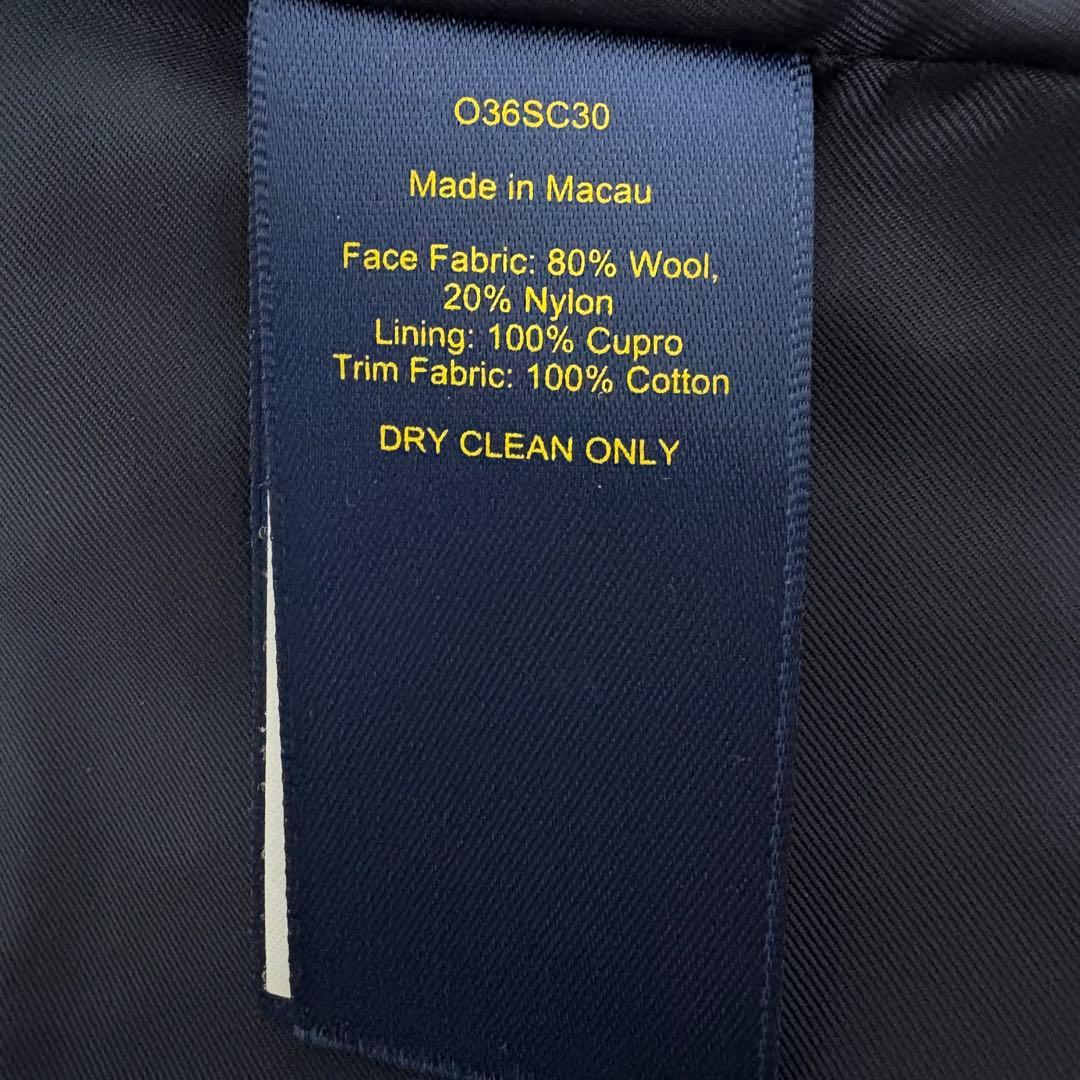 O36SC30
Made in Macau
Face Fabric: 80% Wool,
20% Nylon
Lining: 100% Cupro
Trim Fabric: 100% Cotton
DRY CLEAN ONLY